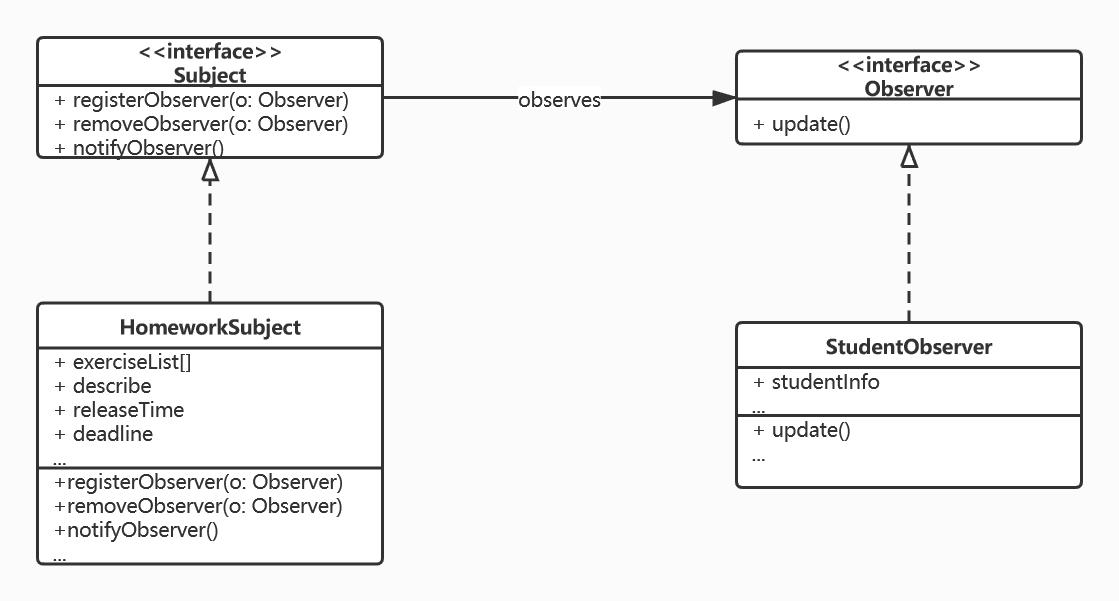 <<interface>>
Subject
+ registerObserver(o: Observer)
+ removeObserver(o: Observer)
+ notifyObserver()
observes
<<interface>>
Observer
+ update()
HomeworkSubject
+ exerciseList[]
+ describe
+ releaseTime
+ deadline
...
+registerObserver(o: Observer)
+removeObserver(o: Observer)
+notifyObserver()
...
StudentObserver
+ studentInfo
...
+ update()
...